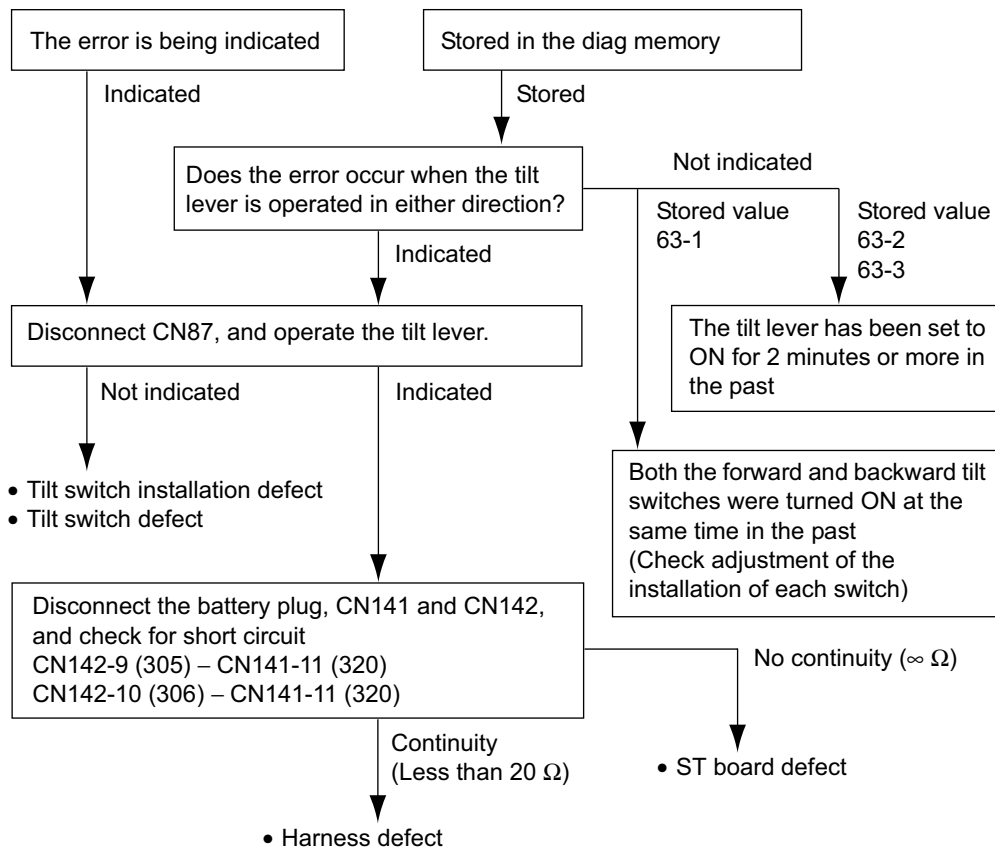 The error is being indicated
Stored in the diag memory
Indicated
Stored
Does the error occur when the tilt
lever is operated in either direction?
Not indicated
Stored value
63-1
Stored value
63-2
63-3
Indicated
Disconnect CN87, and operate the tilt lever.
The tilt lever has been set to
ON for 2 minutes or more in
the past
Not indicated
Indicated
• Tilt switch installation defect
• Tilt switch defect
Both the forward and backward tilt
switches were turned ON at the
same time in the past
(Check adjustment of the
installation of each switch)
Disconnect the battery plug, CN141 and CN142,
and check for short circuit
CN142-9 (305) – CN141-11 (320)
CN142-10 (306) – CN141-11 (320)
No continuity (∞ Ω)
Continuity
(Less than 20 Ω)
• ST board defect
• Harness defect